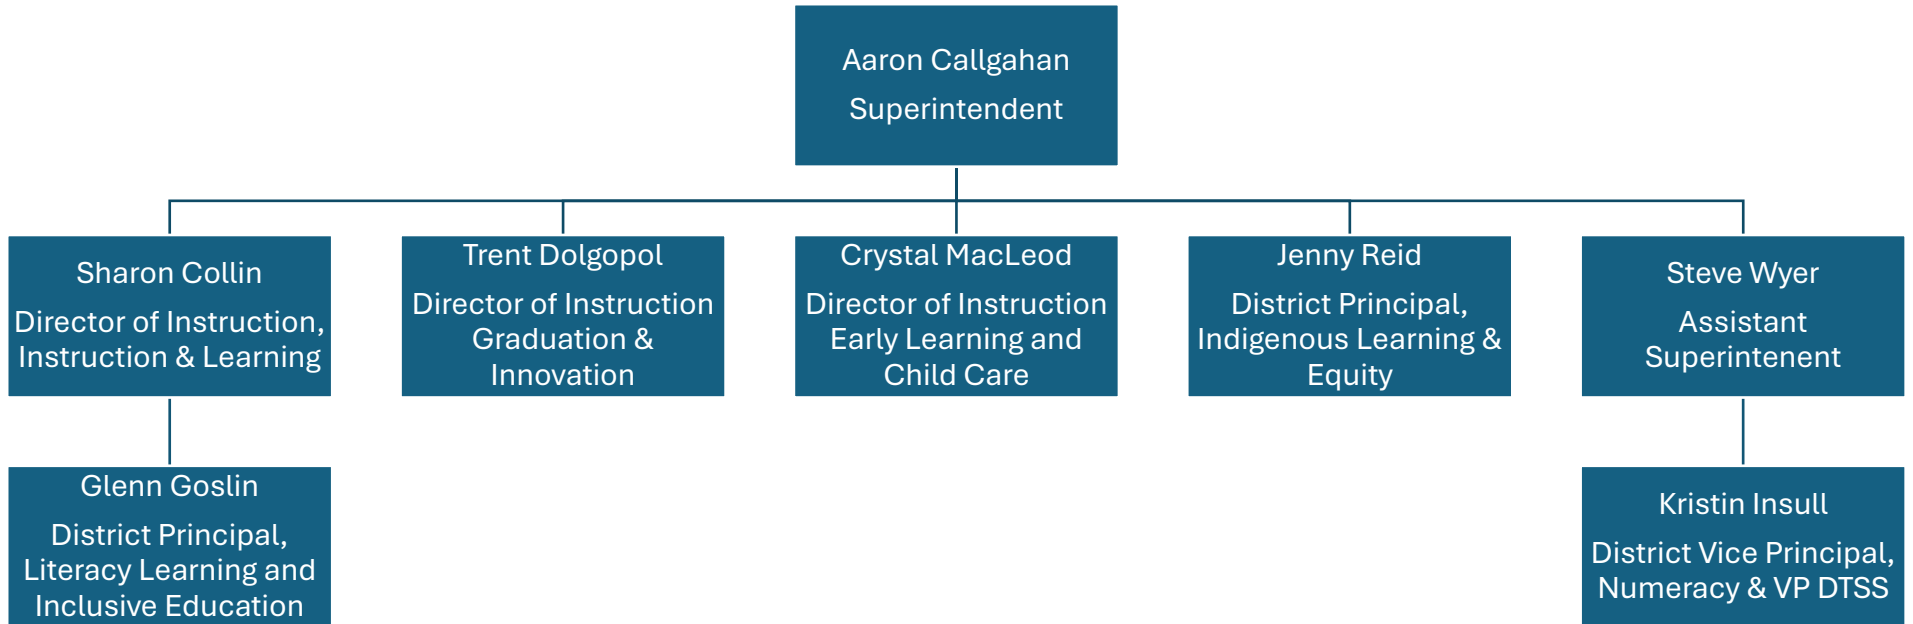 Aaron Callgahan
Superintendent
Sharon Collin
Director of Instruction,
Instruction & Learning
Trent Dolgopol
Director of Instruction
Graduation &
Innovation
Crystal MacLeod
Director of Instruction
Early Learning and
Child Care
Jenny Reid
District Principal,
Indigenous Learning &
Equity
Steve Wyer
Assistant
Superintenent
Glenn Goslin
District Principal,
Literacy Learning and
Inclusive Education
Kristin Insull
District Vice Principal,
Numeracy & VP DTSS